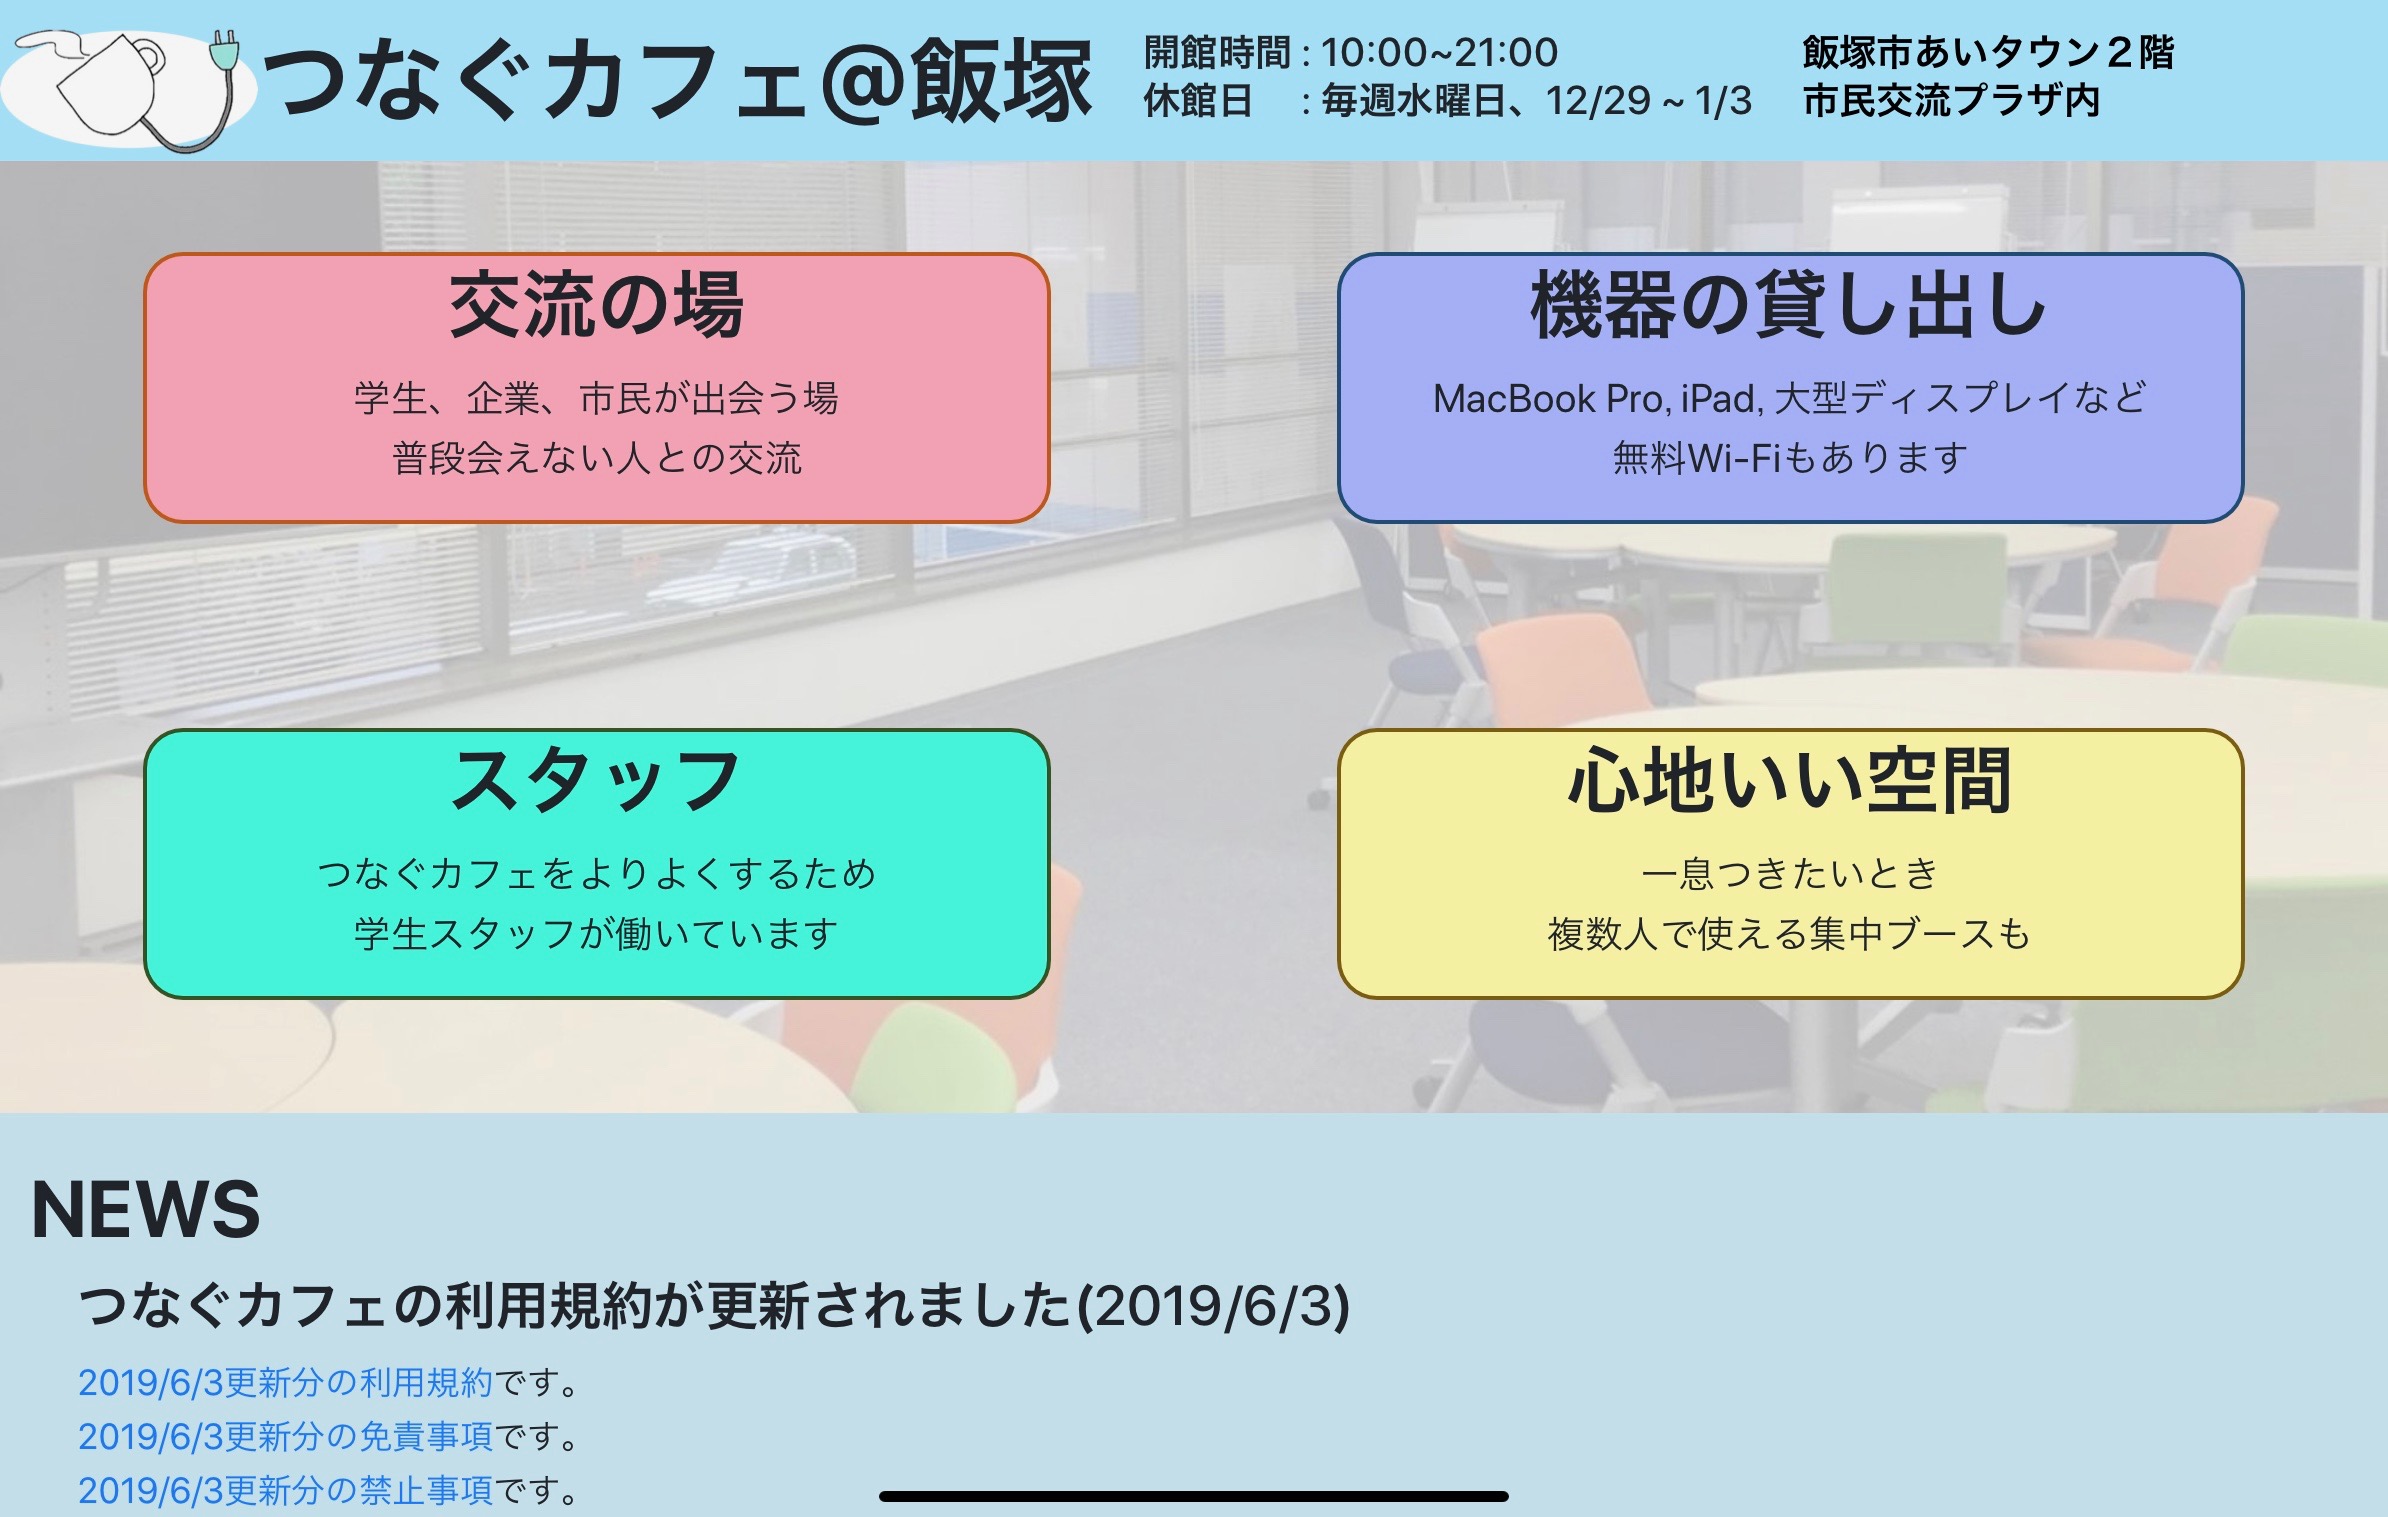 つなぐカフェ@飯塚
開館時間 : 10:00~21:00
休館日 : 毎週水曜日、12/29 ~ 1/3
飯塚市あいタウン２階
市民交流プラザ内
交流の場
学生、企業、市民が出会う場
普段会えない人との交流
機器の貸し出し
MacBook Pro, iPad, 大型ディスプレイなど
無料Wi-Fiもあります
スタッフ
つなぐカフェをよりよくするため
学生スタッフが働いています
心地いい空間
一息つきたいとき
複数人で使える集中ブースも
NEWS
つなぐカフェの利用規約が更新されました(2019/6/3)
2019/6/3更新分の利用規約です。
2019/6/3更新分の免責事項です。
2019/6/3更新分の禁止事項です。